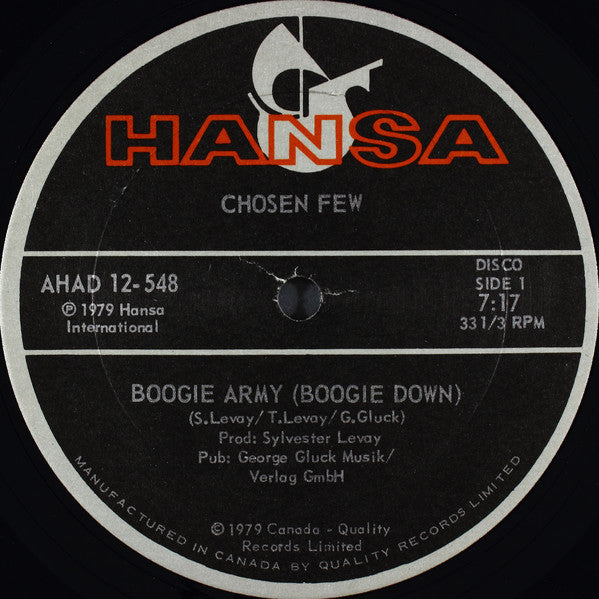 HANSA
CHOSEN FEW
AHAD 12-548
℗ 1979 Hansa
International
DISCO
SIDE 1
7:17
33 1/3 RPM
BOOGIE ARMY (BOOGIE DOWN)
(S.Levay/T.Levay/G.Gluck)
Prod: Sylvester Levay
Pub: George Gluck Musik/
Verlag GmbH
© 1979 Canada - Quality
Records Limited
MANUFACTURED IN CANADA BY QUALITY RECORDS LIMITED